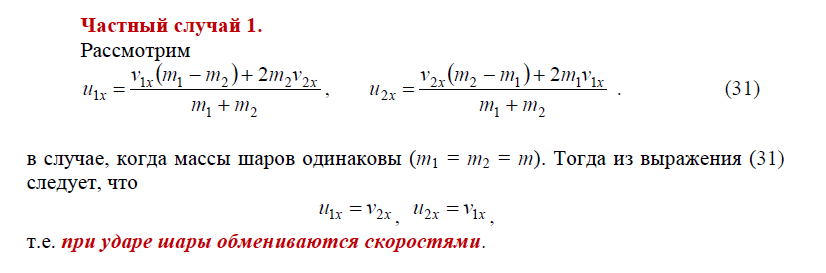 Частный случай 1.
Рассмотрим
u₁ₓ = (v₁ₓ(m₁ − m₂) + 2m₂v₂ₓ) / (m₁ + m₂), u₂ₓ = (v₂ₓ(m₂ − m₁) + 2m₁v₁ₓ) / (m₁ + m₂) . (31)
в случае, когда массы шаров одинаковы (m₁ = m₂ = m). Тогда из выражения (31)
следует, что
u₁ₓ = v₂ₓ , u₂ₓ = v₁ₓ ,
т.е. при ударе шары обмениваются скоростями.